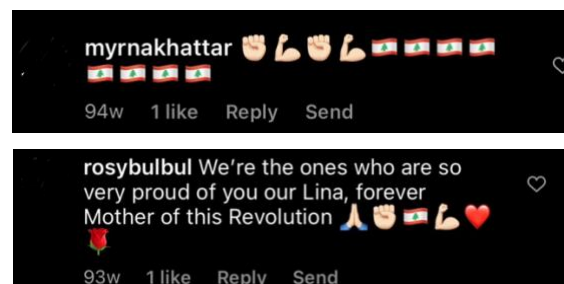 myrnakhattar ✊🏻💪🏻✊🏻💪🏻🇱🇧🇱🇧🇱🇧🇱🇧
🇱🇧🇱🇧🇱🇧🇱🇧
94w 1 like Reply Send
rosybulbul We’re the ones who are so
very proud of you our Lina, forever
Mother of this Revolution 🙏🏻✊🏻🇱🇧💪🏻❤️
🌹
93w 1 like Reply Send